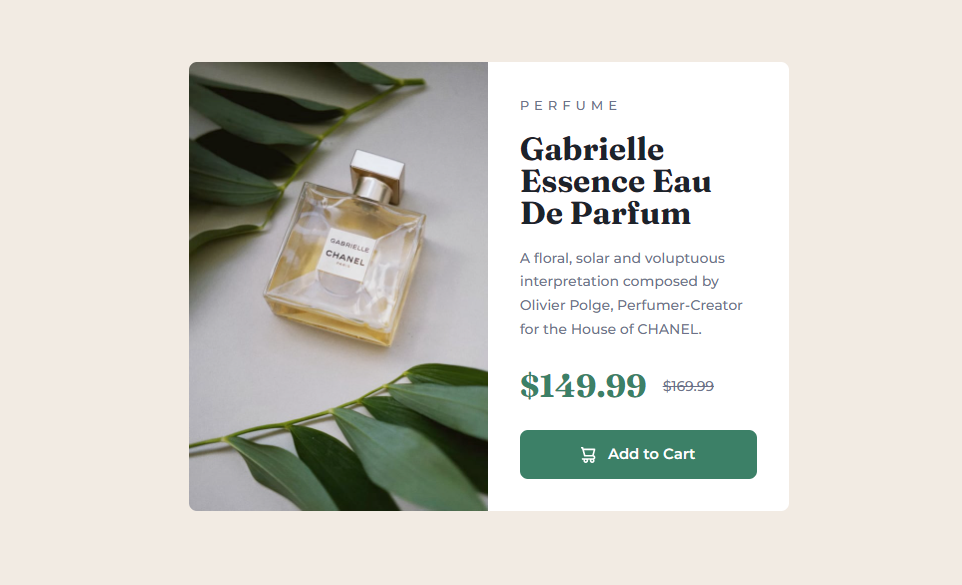 GABRIELLE
CHANEL
PARIS
PERFUME
Gabrielle
Essence Eau
De Parfum
A floral, solar and voluptuous
interpretation composed by
Olivier Polge, Perfumer-Creator
for the House of CHANEL.
$149.99 $169.99
Add to Cart